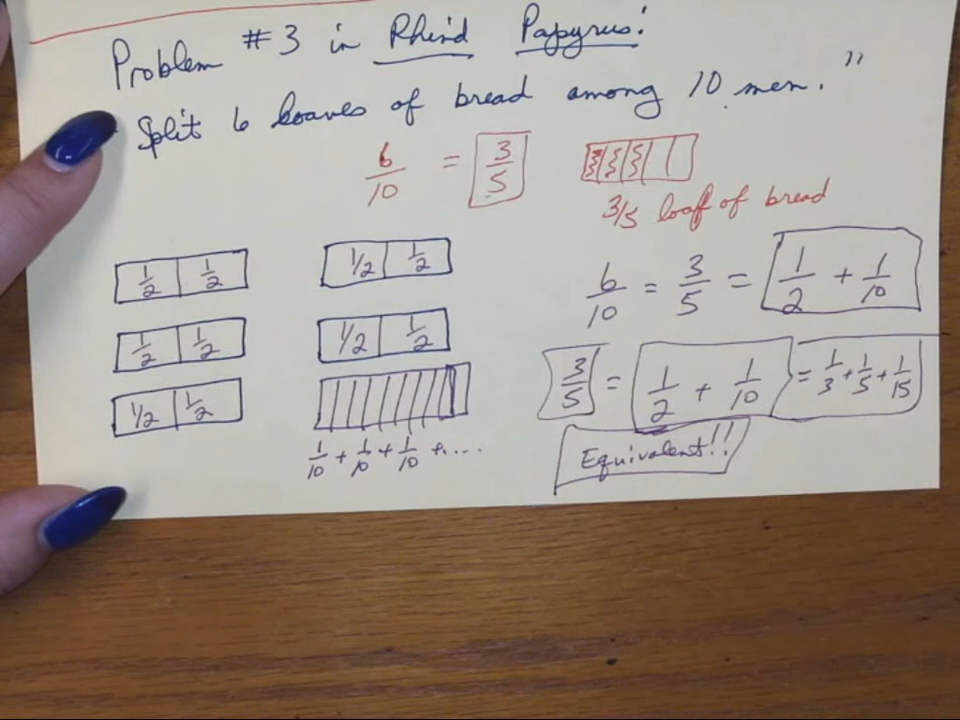 Problem #3 in Rhind Papyrus:
Split 6 loaves of bread among 10 men."
6/10 = 3/5
3/5 loaf of bread
1/2 1/2 1/2 1/2
1/2 1/2 1/2 1/2
1/2 1/2
1/10 + 1/10 + 1/10 + ....
6/10 = 3/5 = 1/2 + 1/10
3/5 = 1/2 + 1/10 = 1/3 + 1/5 + 1/15
Equivalent!!